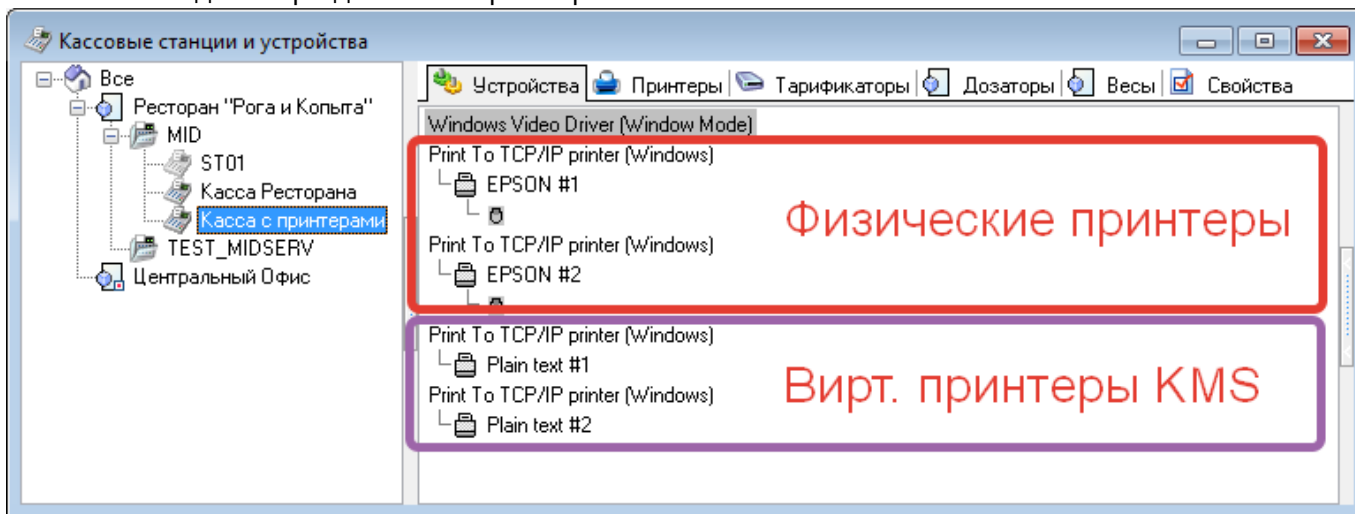 Кассовые станции и устройства
Все
Ресторан "Рога и Копыта"
MID
ST01
Касса Ресторана
Касса с принтерами
TEST_MIDSERV
Центральный Офис
Устройства Принтеры Тарификаторы Дозаторы Весы Свойства
Windows Video Driver (Window Mode)
Print To TCP/IP printer (Windows)
EPSON #1
Print To TCP/IP printer (Windows)
EPSON #2
Физические принтеры
Print To TCP/IP printer (Windows)
Plain text #1
Print To TCP/IP printer (Windows)
Plain text #2
Вирт. принтеры KMS